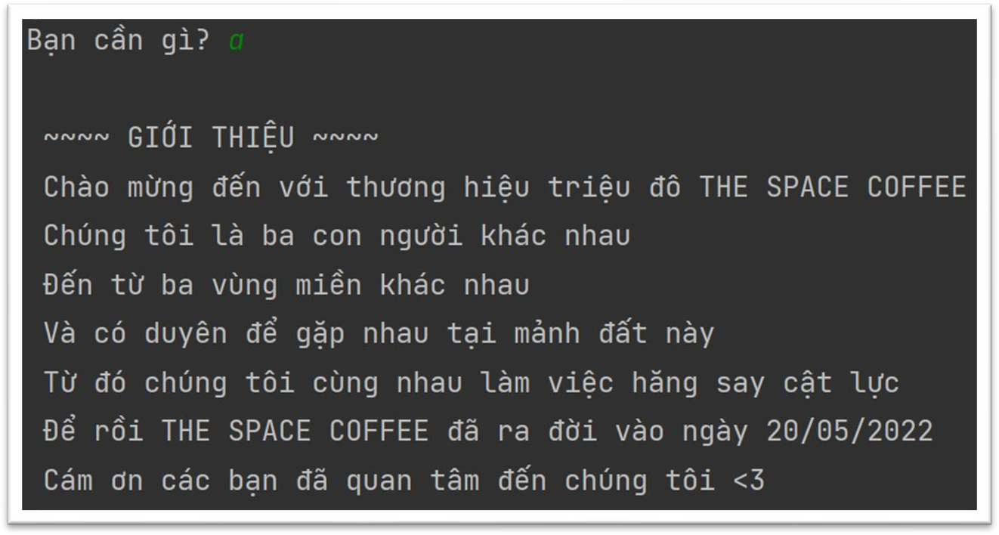 Bạn cần gì? a
~~~~ GIỚI THIỆU ~~~~
Chào mừng đến với thương hiệu triệu đô THE SPACE COFFEE
Chúng tôi là ba con người khác nhau
Đến từ ba vùng miền khác nhau
Và có duyên để gặp nhau tại mảnh đất này
Từ đó chúng tôi cùng nhau làm việc hăng say cật lực
Để rồi THE SPACE COFFEE đã ra đời vào ngày 20/05/2022
Cám ơn các bạn đã quan tâm đến chúng tôi <3